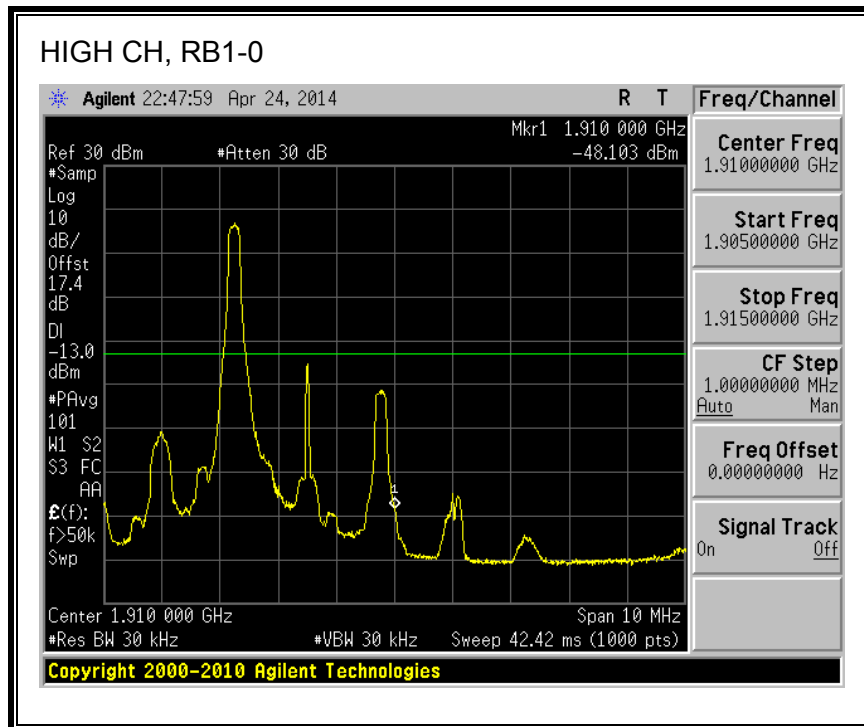 HIGH CH, RB1-0
Agilent 22:47:59 Apr 24, 2014 R T
Freq/Channel
Mkr1 1.910 000 GHz
Ref 30 dBm #Atten 30 dB -48.103 dBm
#Samp
Log
10
dB/
Offst
17.4
dB
DI
-13.0
dBm
#PAvg
101
W1 S2
S3 FC
AA
£(f):
f>50k
Swp
1
Center 1.910 000 GHz Span 10 MHz
#Res BW 30 kHz #VBW 30 kHz Sweep 42.42 ms (1000 pts)
Copyright 2000-2010 Agilent Technologies
Center Freq
1.91000000 GHz
Start Freq
1.90500000 GHz
Stop Freq
1.91500000 GHz
CF Step
1.00000000 MHz
Auto Man
Freq Offset
0.00000000 Hz
Signal Track
On Off